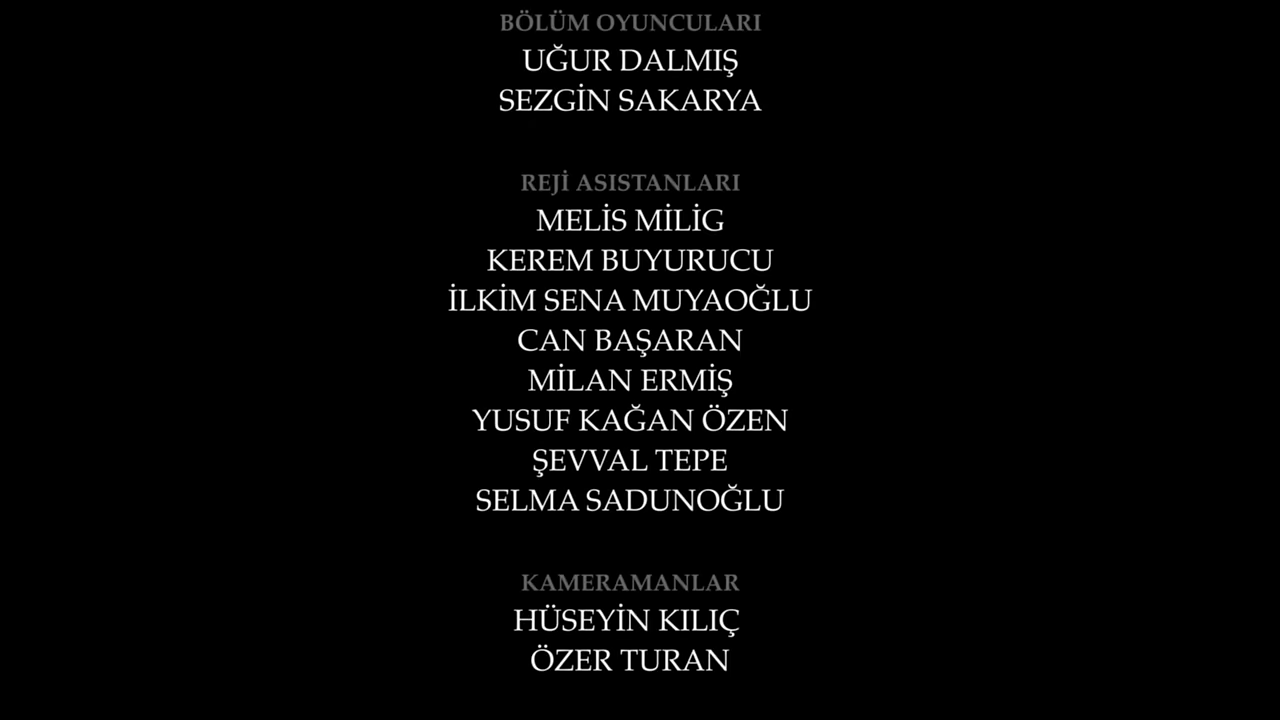 BÖLÜM OYUNCULARI
UĞUR DALMIŞ
SEZGİN SAKARYA
REJİ ASISTANLARI
MELİS MİLİG
KEREM BUYURUCU
İLKİM SENA MUYAOĞLU
CAN BAŞARAN
MİLAN ERMİŞ
YUSUF KAĞAN ÖZEN
ŞEVVAL TEPE
SELMA SADUNOĞLU
KAMERAMANLAR
HÜSEYİN KILIÇ
ÖZER TURAN